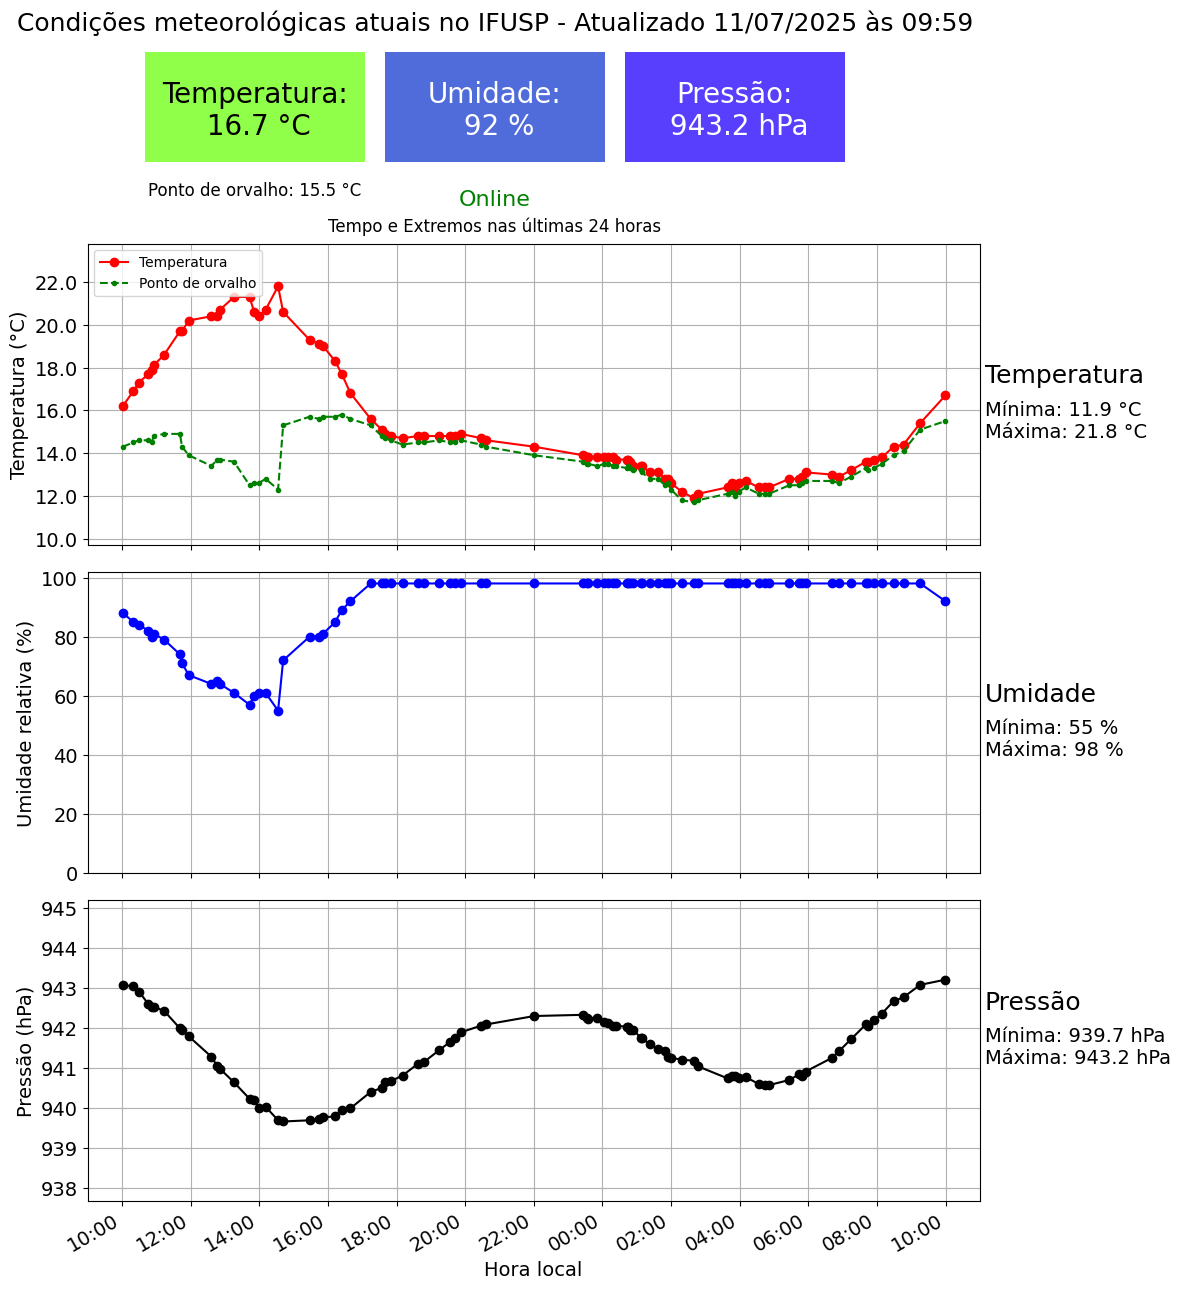 Condições meteorológicas atuais no IFUSP - Atualizado 11/07/2025 às 09:59
Temperatura:
16.7 °C
Umidade:
92 %
Pressão:
943.2 hPa
Ponto de orvalho: 15.5 °C
Online
Tempo e Extremos nas últimas 24 horas
Temperatura
Ponto de orvalho
Temperatura (°C)
22.0
20.0
18.0
16.0
14.0
12.0
10.0
Temperatura
Mínima: 11.9 °C
Máxima: 21.8 °C
Umidade relativa (%)
100
80
60
40
20
0
Umidade
Mínima: 55 %
Máxima: 98 %
Pressão (hPa)
945
944
943
942
941
940
939
938
Pressão
Mínima: 939.7 hPa
Máxima: 943.2 hPa
10:00 12:00 14:00 16:00 18:00 20:00 22:00 00:00 02:00 04:00 06:00 08:00 10:00
Hora local